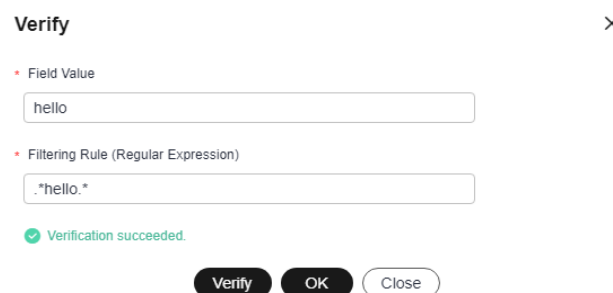 Verify
* Field Value
hello
* Filtering Rule (Regular Expression)
.*hello.*
Verification succeeded.
Verify OK Close